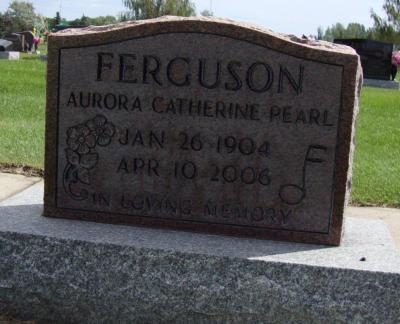 FERGUSON
AURORA CATHERINE PEARL
JAN 26 1904
APR 10 2006
IN LOVING MEMORY